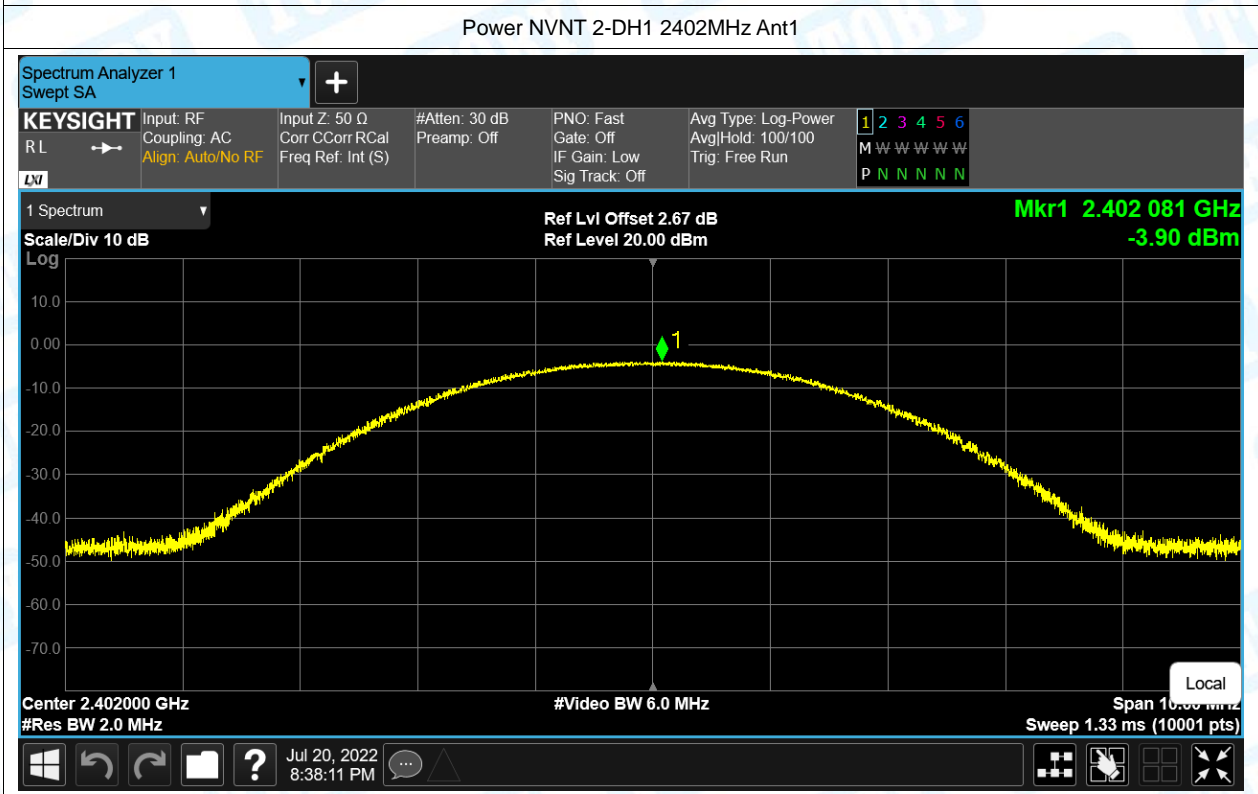 Power NVNT 2-DH1 2402MHz Ant1
Spectrum Analyzer 1
Swept SA
KEYSIGHT
R L
LXI
Input: RF
Coupling: AC
Align: Auto/No RF
Input Z: 50 Ω
Corr CCorr RCal
Freq Ref: Int (S)
#Atten: 30 dB
Preamp: Off
PNO: Fast
Gate: Off
IF Gain: Low
Sig Track: Off
Avg Type: Log-Power
Avg|Hold: 100/100
Trig: Free Run
1 2 3 4 5 6
M W W W W W
P N N N N N
1 Spectrum
Scale/Div 10 dB
Ref Lvl Offset 2.67 dB
Ref Level 20.00 dBm
Mkr1 2.402 081 GHz
-3.90 dBm
Log
10.0
0.00
1
-10.0
-20.0
-30.0
-40.0
-50.0
-60.0
-70.0
Local
Center 2.402000 GHz
#Video BW 6.0 MHz
Span 10.00 MHz
#Res BW 2.0 MHz
Sweep 1.33 ms (10001 pts)
?
Jul 20, 2022
8:38:11 PM